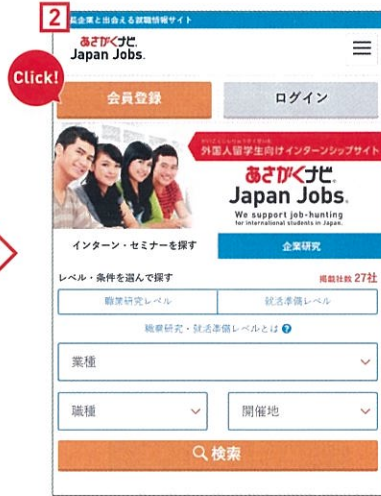 2
企業と出会える就職情報サイト
あさがくナビ
Japan Jobs.
Click!
会員登録
ログイン
外国人留学生向けインターンシップサイト
あさがくナビ
Japan Jobs.
We support job-hunting
for international students in Japan.
インターン・セミナーを探す
企業研究
レベル・条件を選んで探す
掲載社数 27社
職業研究レベル
就活準備レベル
職業研究・就活準備レベルとは ?
業種
職種
開催地
検索